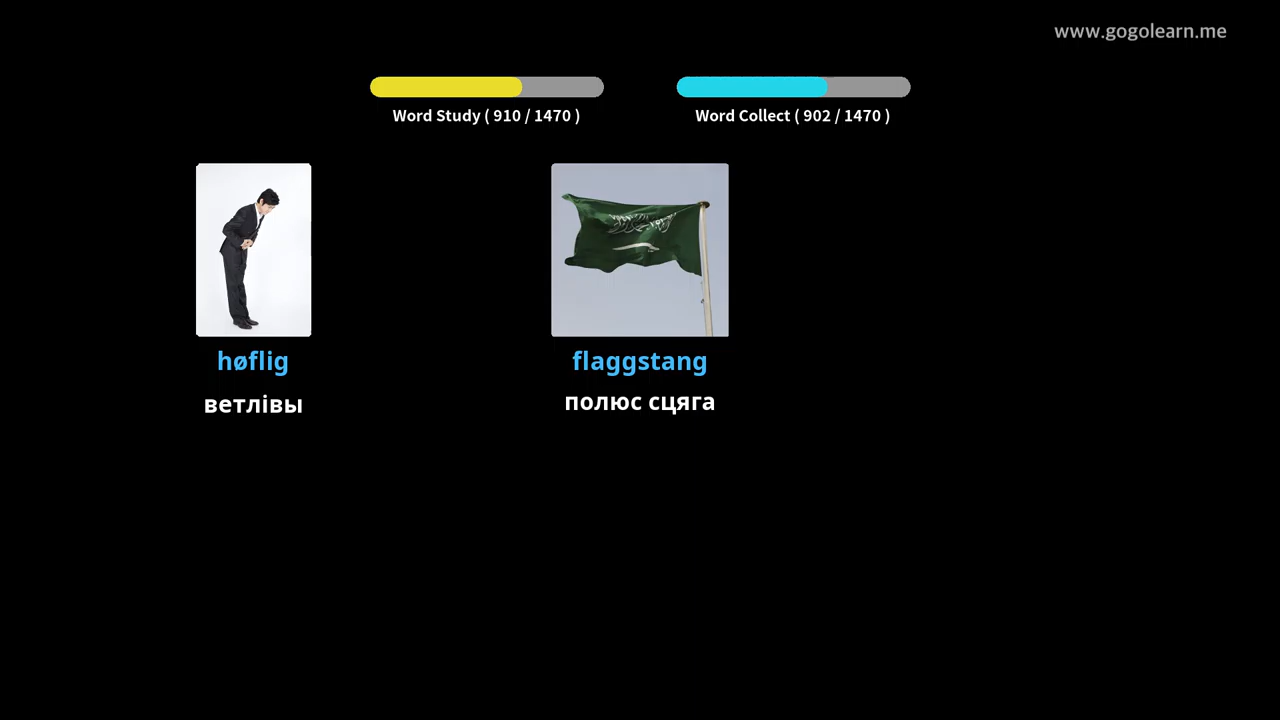 www.gogolearn.me
Word Study ( 910 / 1470 )
Word Collect ( 902 / 1470 )
høflig
flaggstang
ветлівы
полюс сцяга